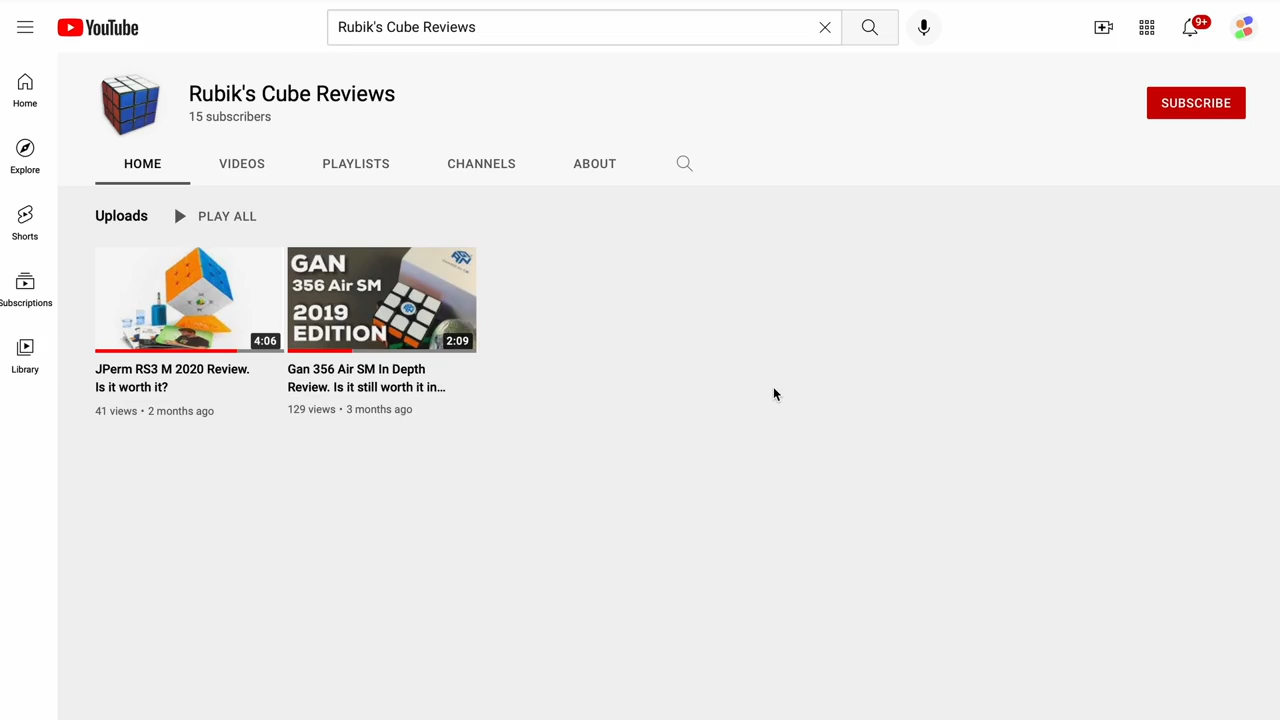 YouTube
Rubik's Cube Reviews
9+
Home
Explore
Shorts
Subscriptions
Library
Rubik's Cube Reviews
15 subscribers
SUBSCRIBE
HOME
VIDEOS
PLAYLISTS
CHANNELS
ABOUT
Uploads
PLAY ALL
4:06
JPerm RS3 M 2020 Review.
Is it worth it?
41 views • 2 months ago
GAN
356 Air SM
2019
EDITION
2:09
Gan 356 Air SM In Depth
Review. Is it still worth it in...
129 views • 3 months ago